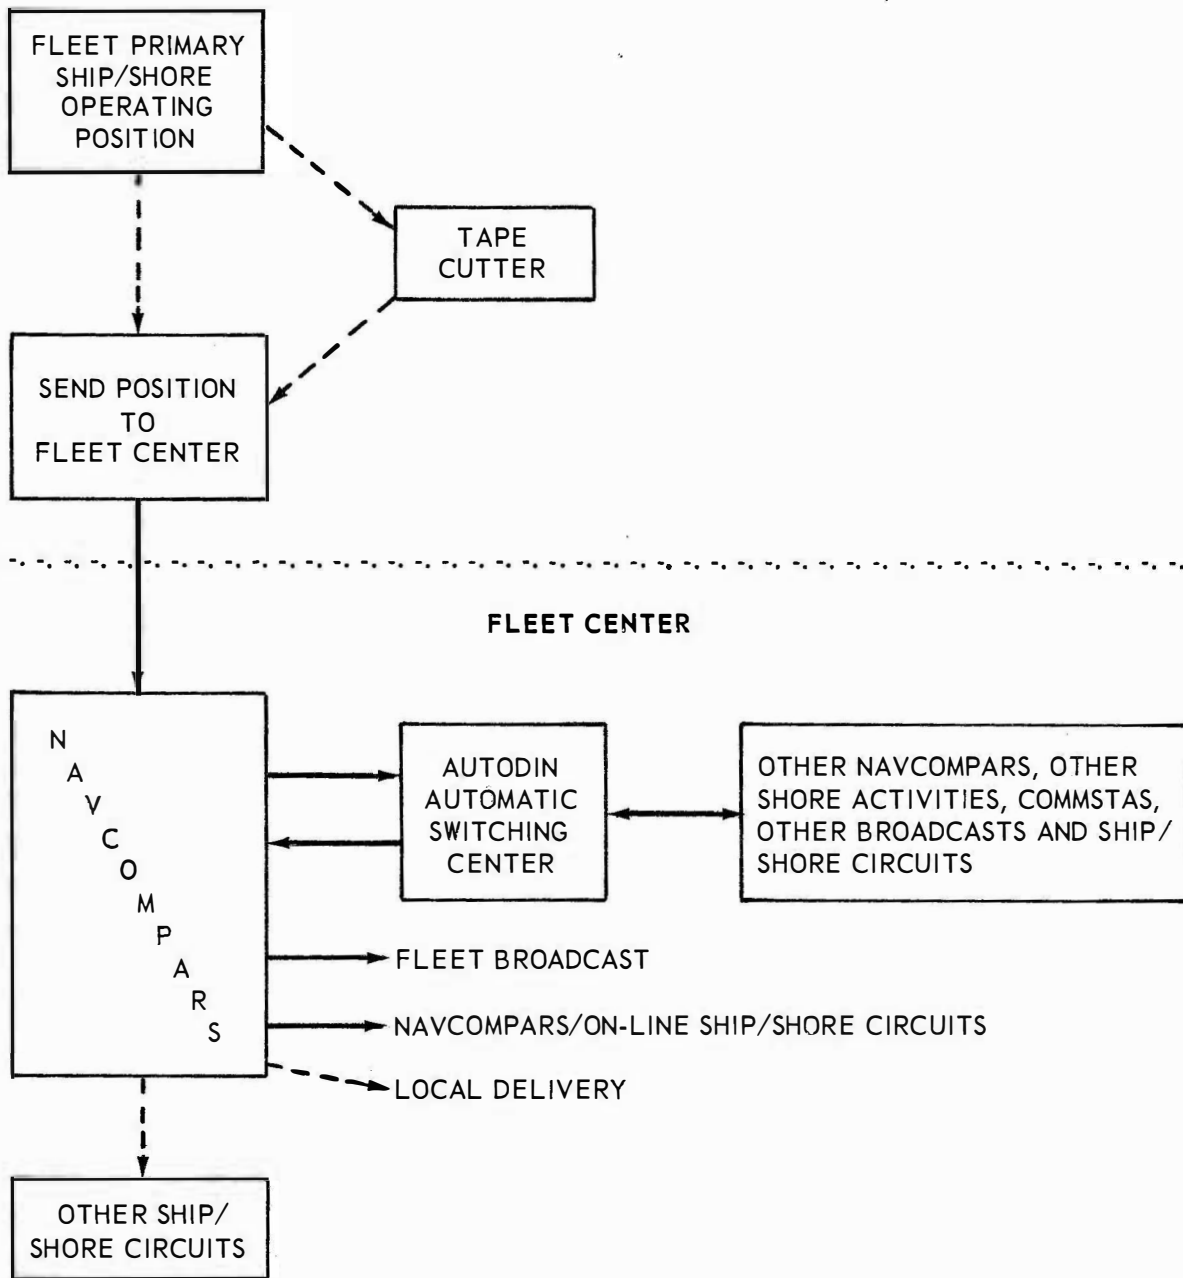 FLEET PRIMARY
SHIP/SHORE
OPERATING
POSITION
TAPE
CUTTER
SEND POSITION
TO
FLEET CENTER
FLEET CENTER
NAVCOMPARS
AUTODIN
AUTOMATIC
SWITCHING
CENTER
OTHER NAVCOMPARS, OTHER
SHORE ACTIVITIES, COMMSTAS,
OTHER BROADCASTS AND SHIP/
SHORE CIRCUITS
FLEET BROADCAST
NAVCOMPARS/ON-LINE SHIP/SHORE CIRCUITS
LOCAL DELIVERY
OTHER SHIP/
SHORE CIRCUITS